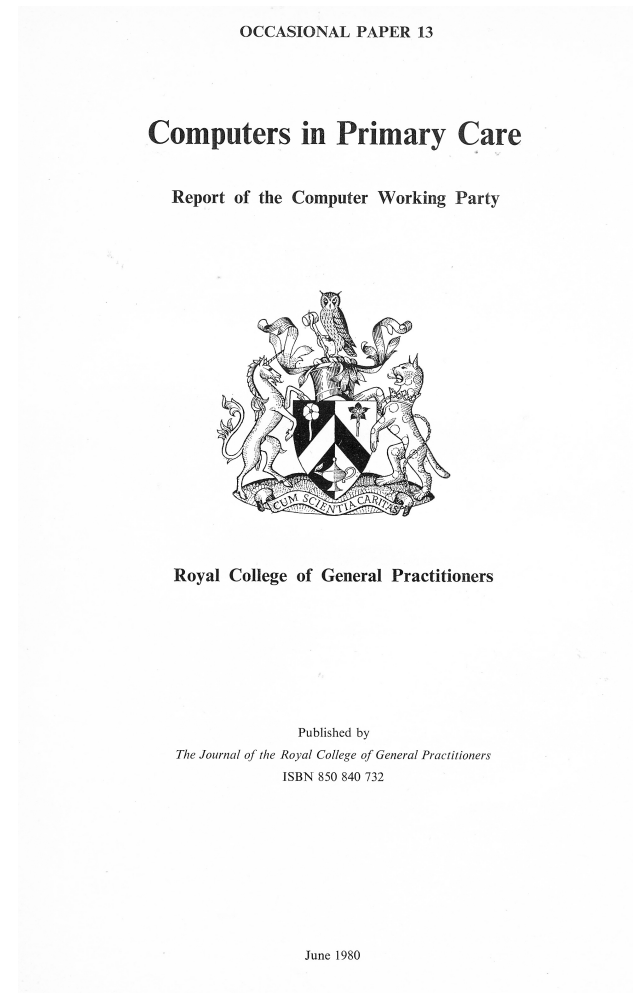 OCCASIONAL PAPER 13
Computers in Primary Care
Report of the Computer Working Party
CUM SCIENTIA CARITAS
Royal College of General Practitioners
Published by
The Journal of the Royal College of General Practitioners
ISBN 850 840 732
June 1980